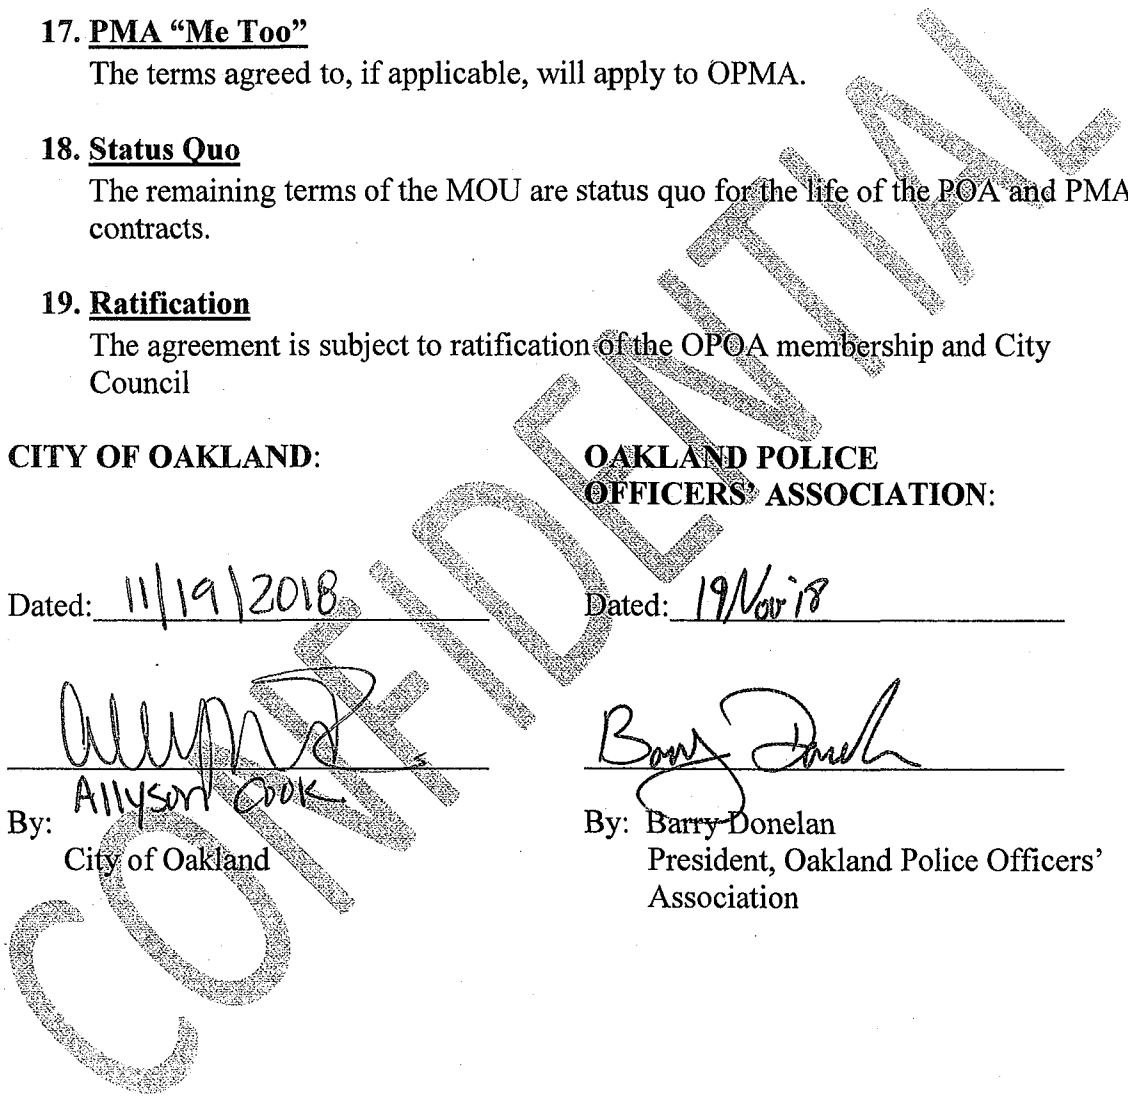 17. PMA “Me Too”
The terms agreed to, if applicable, will apply to OPMA.
18. Status Quo
The remaining terms of the MOU are status quo for the life of the POA and PMA
contracts.
19. Ratification
The agreement is subject to ratification of the OPOA membership and City
Council
CITY OF OAKLAND:
OAKLAND POLICE
OFFICERS’ ASSOCIATION:
Dated: 11/19/2018
Dated: 19 Nov 18
Barry Donelan
Allyson Cook
By:
City of Oakland
By: Barry Donelan
President, Oakland Police Officers’
Association
CONFIDENTIAL